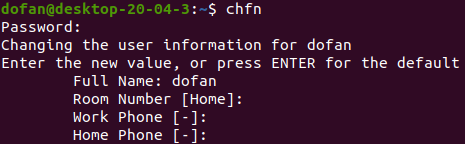 dofan@desktop-20-04-3:~$ chfn
Password:
Changing the user information for dofan
Enter the new value, or press ENTER for the default
        Full Name: dofan
        Room Number [Home]:
        Work Phone [-]:
        Home Phone [-]: